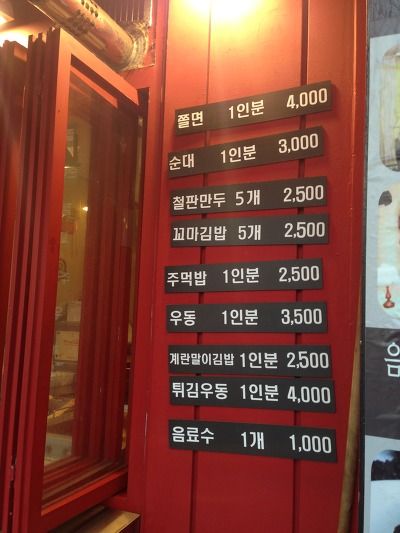 쫄면 1인분 4,000
순대 1인분 3,000
철판만두 5개 2,500
꼬마김밥 5개 2,500
주먹밥 1인분 2,500
우동 1인분 3,500
계란말이김밥 1인분 2,500
튀김우동 1인분 4,000
음료수 1개 1,000
음